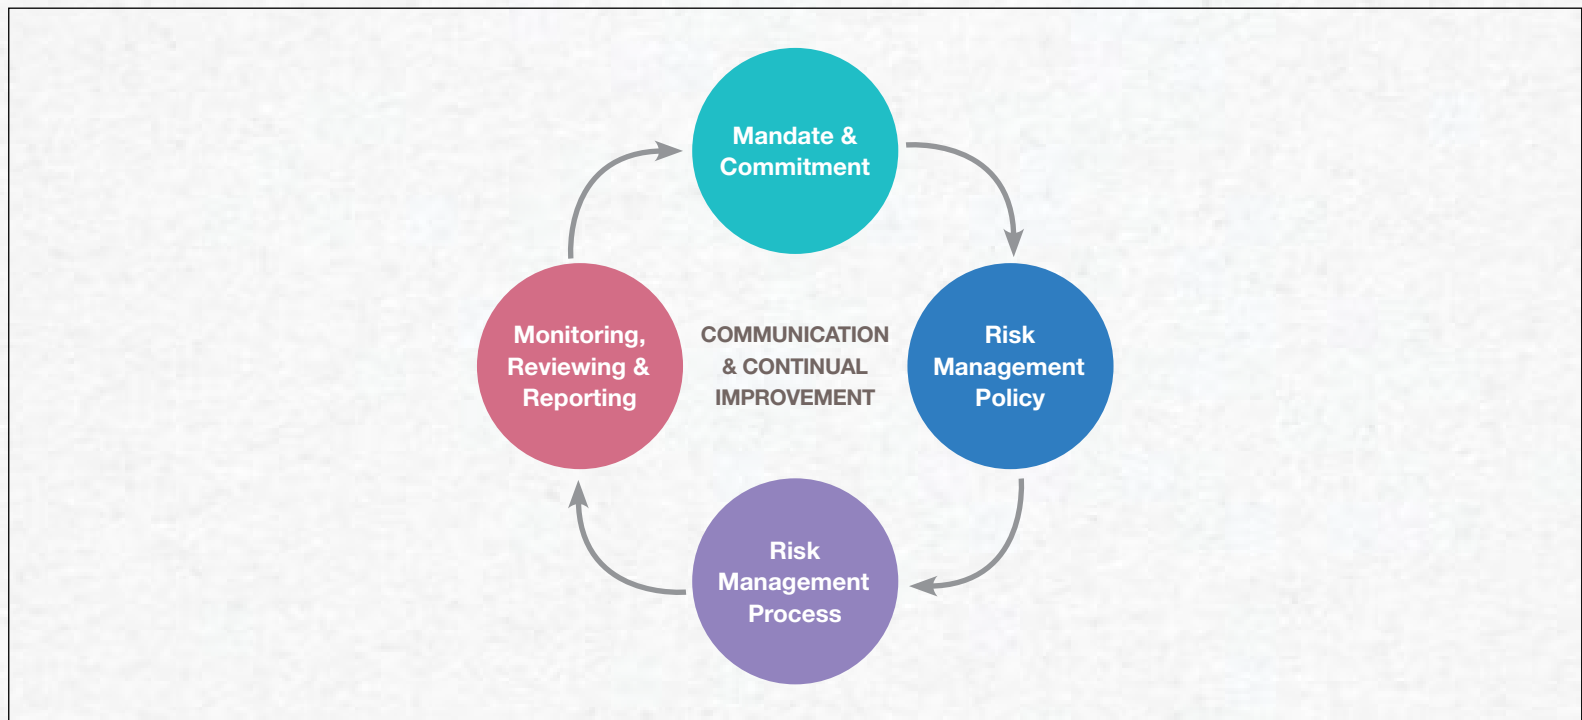 Mandate &
Commitment
Monitoring,
Reviewing &
Reporting
COMMUNICATION
& CONTINUAL
IMPROVEMENT
Risk
Management
Policy
Risk
Management
Process